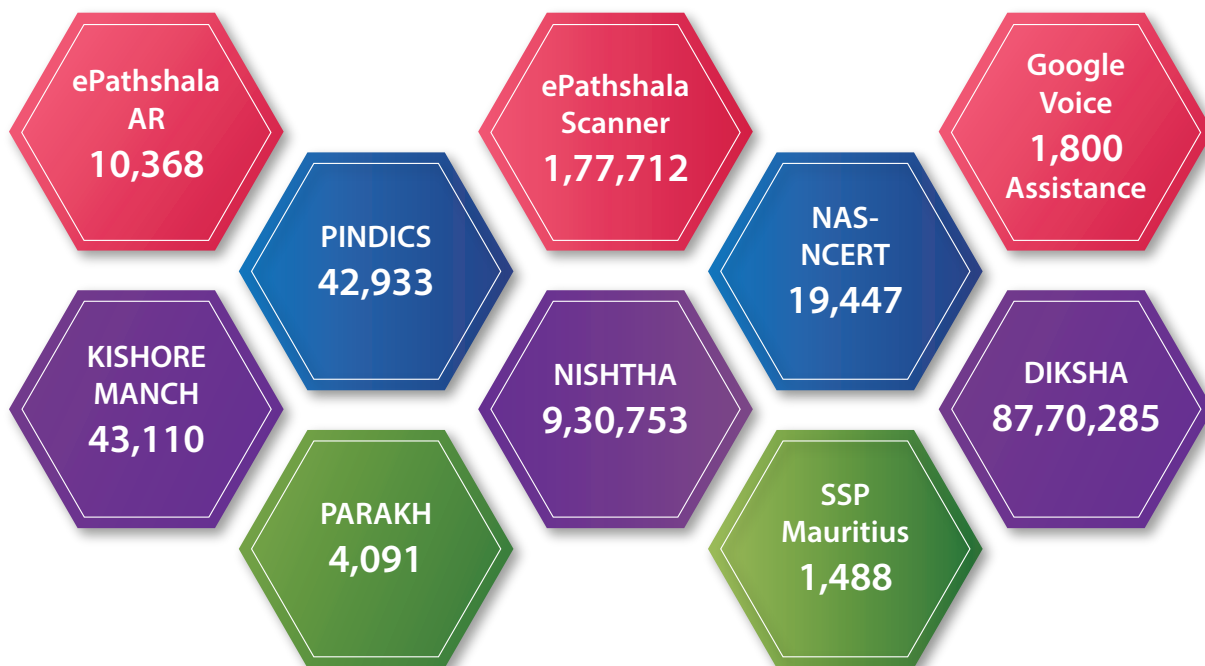 ePathshala
AR
10,368
ePathshala
Scanner
1,77,712
Google
Voice
1,800
Assistance
PINDICS
42,933
NAS-
NCERT
19,447
KISHORE
MANCH
43,110
NISHTHA
9,30,753
DIKSHA
87,70,285
PARAKH
4,091
SSP
Mauritius
1,488